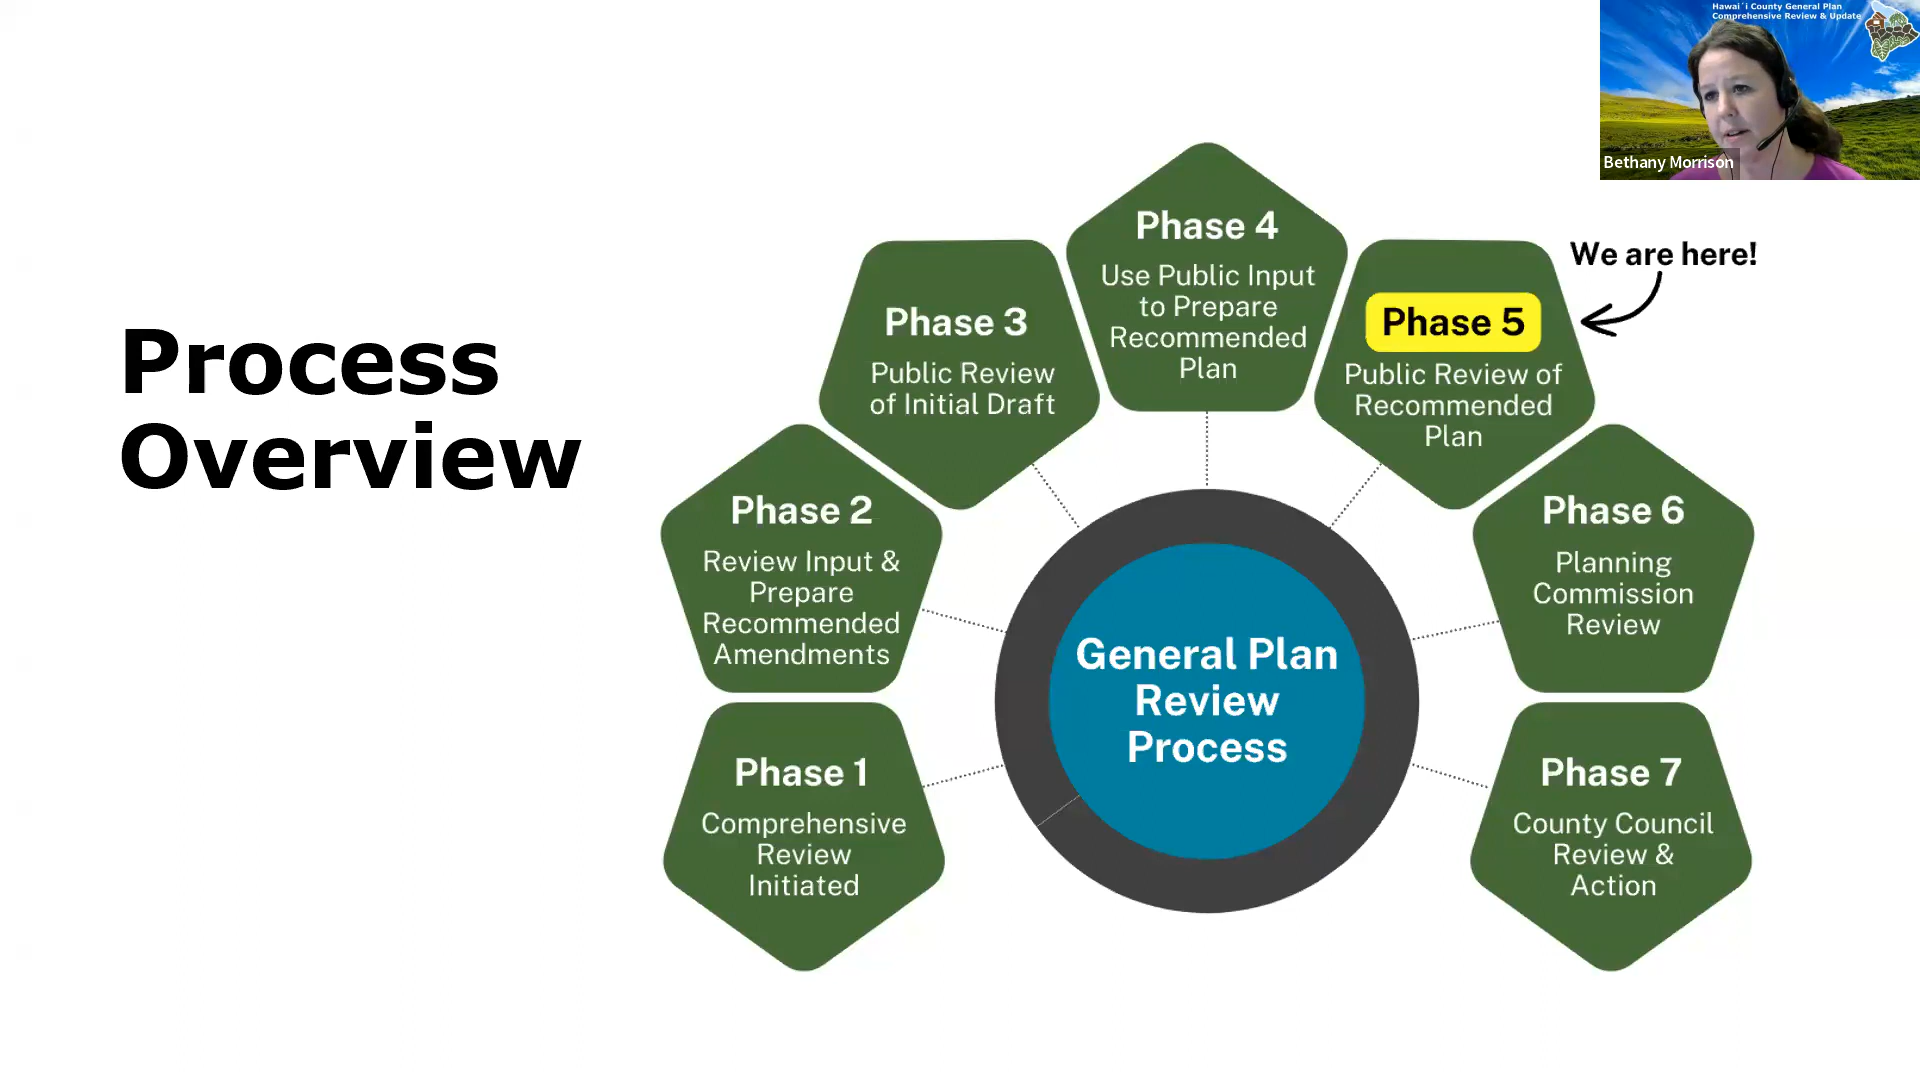 Hawai´i County General Plan
Comprehensive Review & Update
Bethany Morrison
Process
Overview
We are here!
Phase 1
Comprehensive
Review
Initiated
Phase 2
Review Input &
Prepare
Recommended
Amendments
Phase 3
Public Review
of Initial Draft
Phase 4
Use Public Input
to Prepare
Recommended
Plan
Phase 5
Public Review of
Recommended
Plan
Phase 6
Planning
Commission
Review
Phase 7
County Council
Review &
Action
General Plan
Review
Process